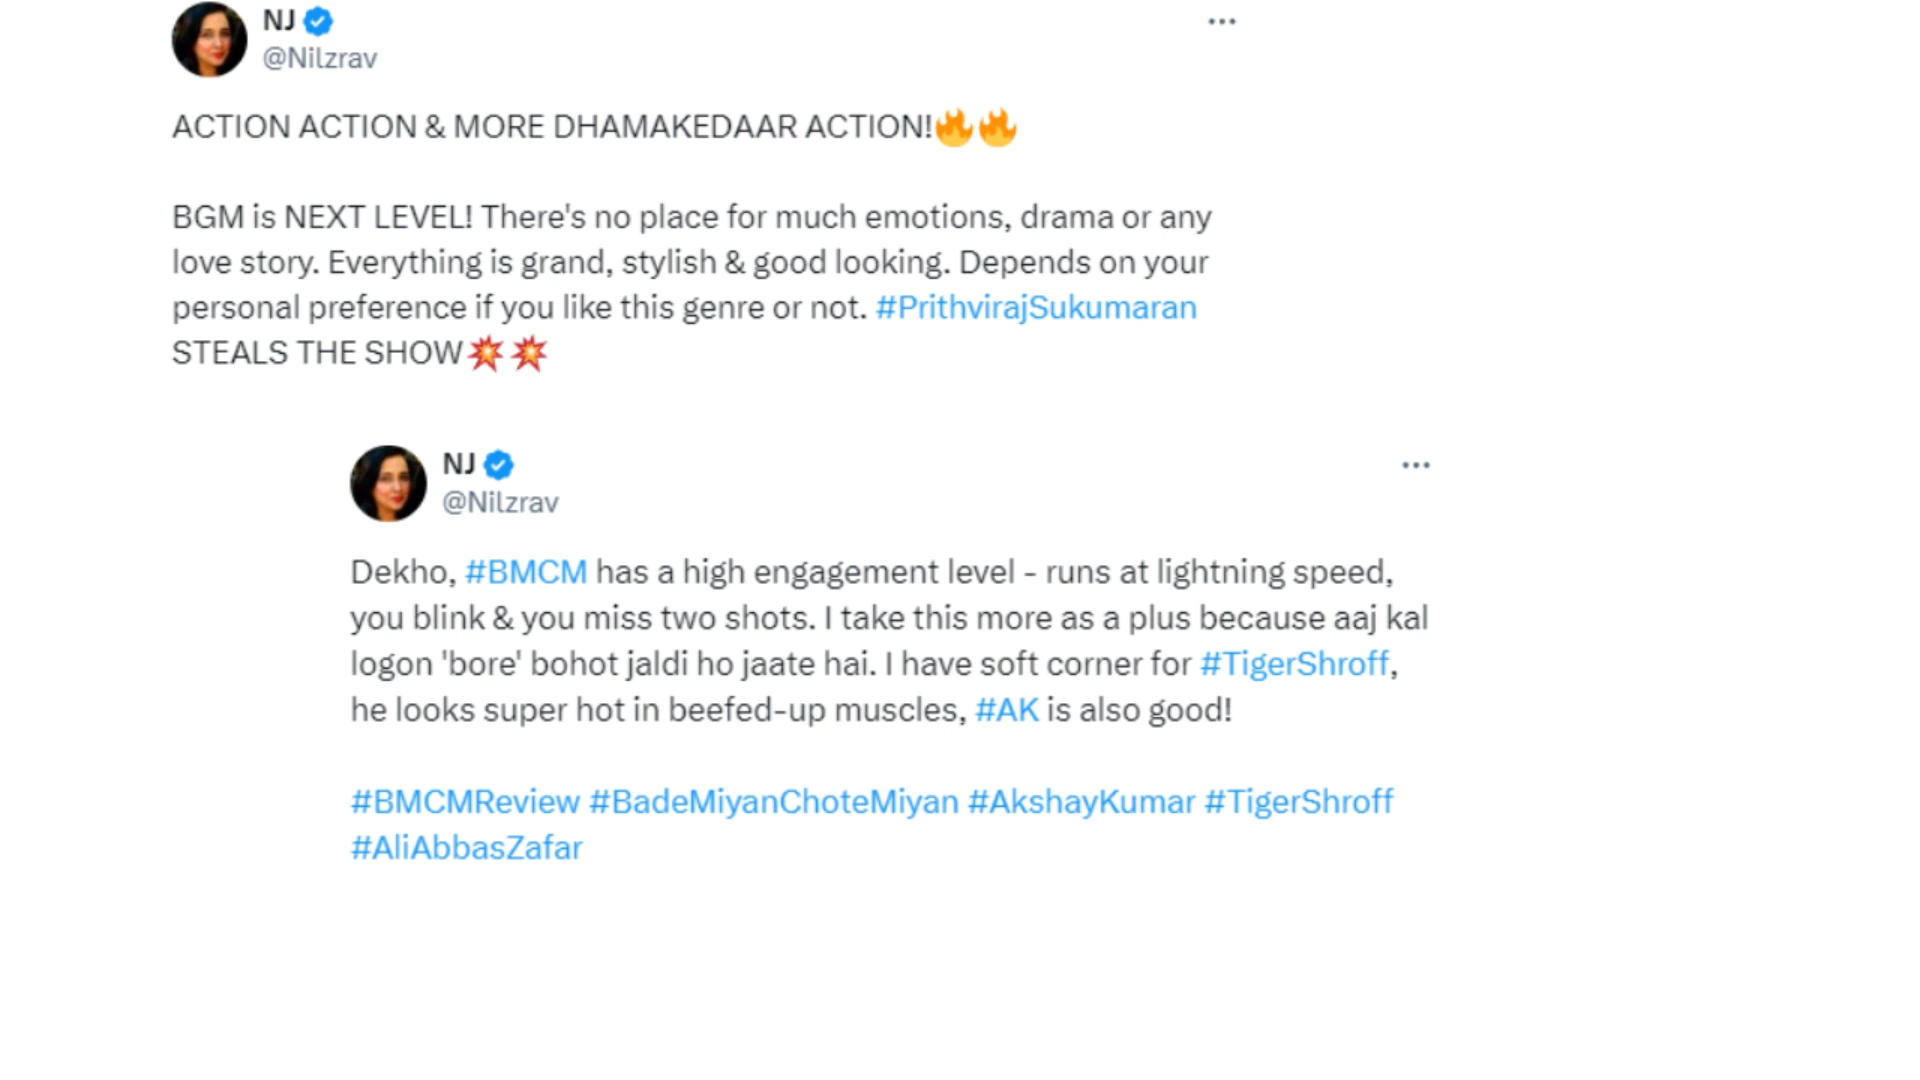 NJ
@Nilzrav
ACTION ACTION & MORE DHAMAKEDAAR ACTION!🔥🔥
BGM is NEXT LEVEL! There's no place for much emotions, drama or any
love story. Everything is grand, stylish & good looking. Depends on your
personal preference if you like this genre or not. #PrithvirajSukumaran
STEALS THE SHOW💥💥
NJ
@Nilzrav
Dekho, #BMCM has a high engagement level - runs at lightning speed,
you blink & you miss two shots. I take this more as a plus because aaj kal
logon 'bore' bohot jaldi ho jaate hai. I have soft corner for #TigerShroff,
he looks super hot in beefed-up muscles, #AK is also good!
#BMCMReview #BadeMiyanChoteMiyan #AkshayKumar #TigerShroff
#AliAbbasZafar